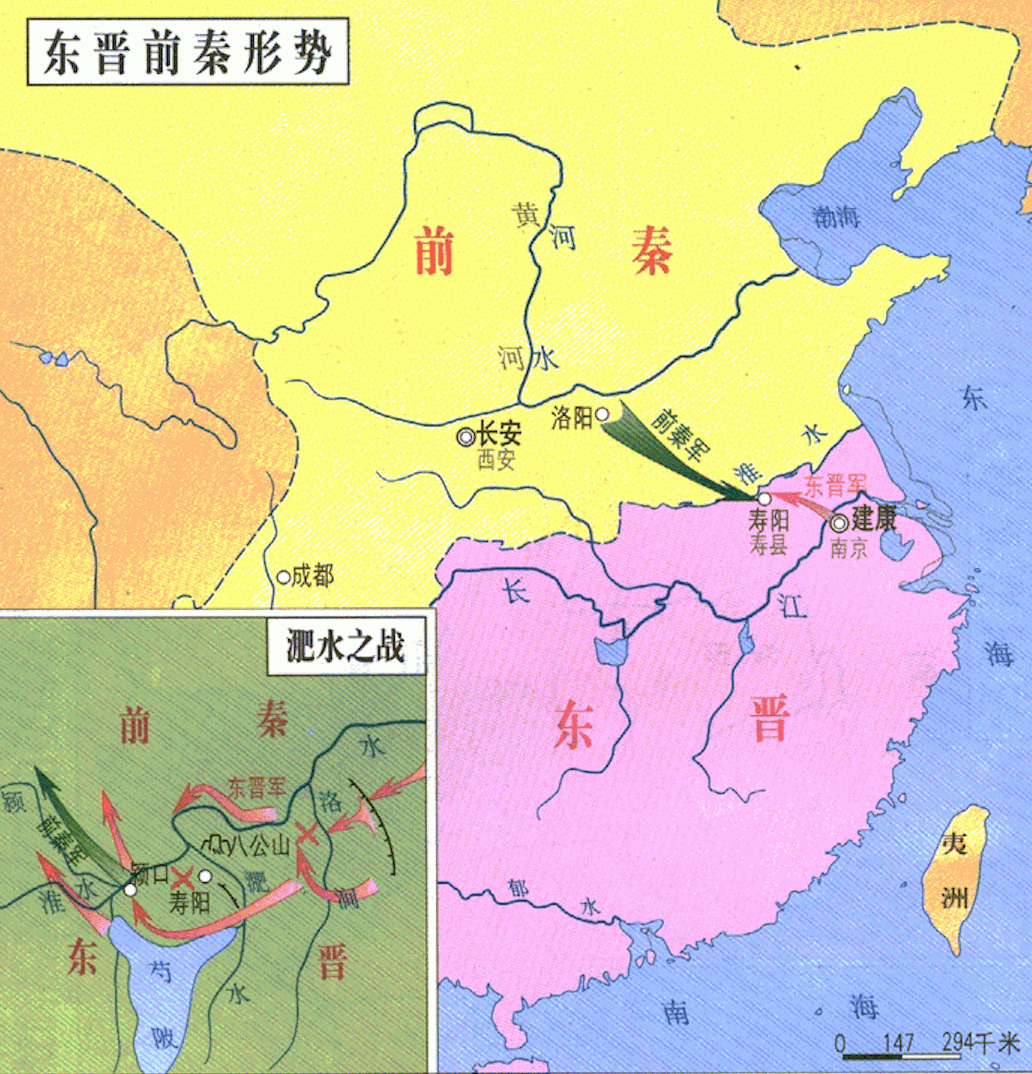 东晋前秦形势
渤海
黄
河
前
秦
河水
东
洛阳
前秦军
长安
西安
水
淮
东晋军
寿阳
寿县
建康
南京
成都
长
江
海
东
晋
夷
洲
郁
水
南
海
0 147 294千米
淝水之战
前
秦
水
东晋军
洛
颍
前秦军
八公山
颍口
寿阳
淝
涧
淮
水
东
晋
芍
陂
水